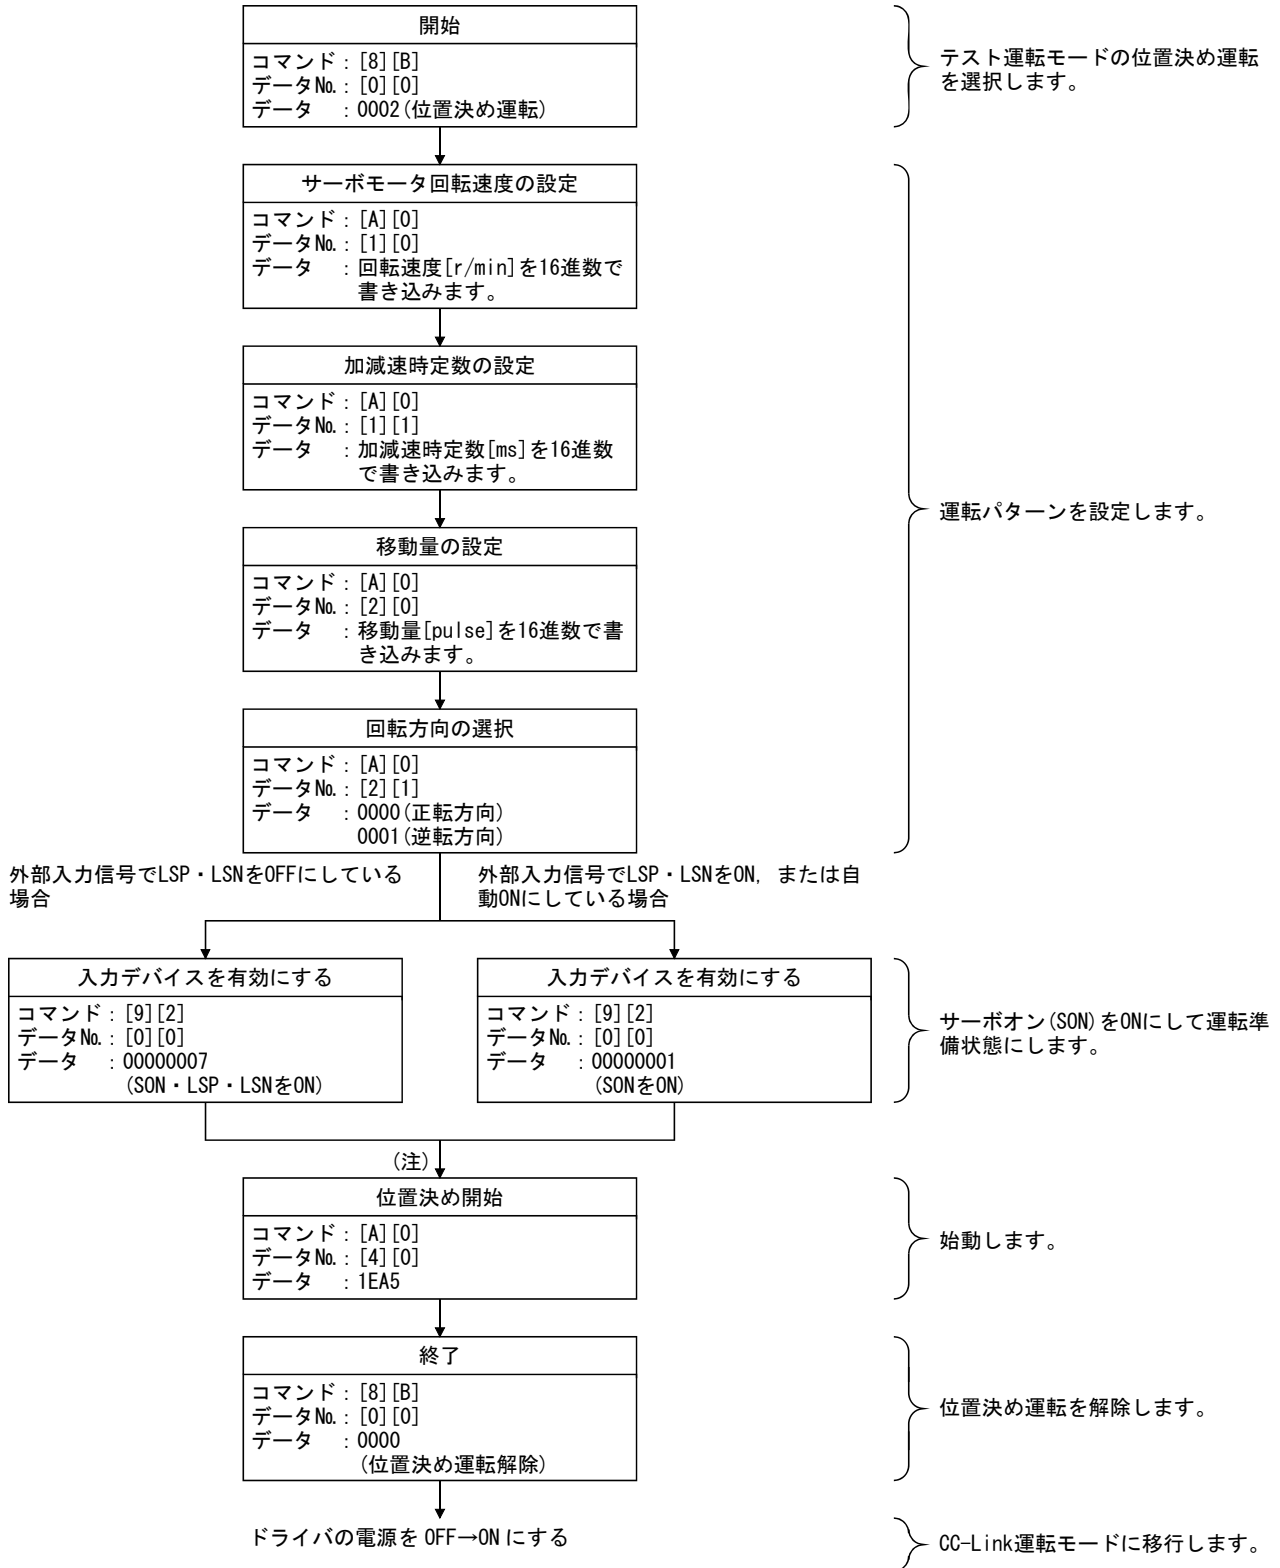 開始
コマンド : [8][B]
データNo. : [0][0]
データ : 0002(位置決め運転)
テスト運転モードの位置決め運転
を選択します。
サーボモータ回転速度の設定
コマンド : [A][0]
データNo. : [1][0]
データ : 回転速度[r/min]を16進数で
書き込みます。
加減速時定数の設定
コマンド : [A][0]
データNo. : [1][1]
データ : 加減速時定数[ms]を16進数
で書き込みます。
移動量の設定
コマンド : [A][0]
データNo. : [2][0]
データ : 移動量[pulse]を16進数で書
き込みます。
回転方向の選択
コマンド : [A][0]
データNo. : [2][1]
データ : 0000(正転方向)
0001(逆転方向)
運転パターンを設定します。
外部入力信号でLSP・LSNをOFFにしている
場合
外部入力信号でLSP・LSNをON, または自
動ONにしている場合
入力デバイスを有効にする
コマンド : [9][2]
データNo. : [0][0]
データ : 00000007
(SON・LSP・LSNをON)
入力デバイスを有効にする
コマンド : [9][2]
データNo. : [0][0]
データ : 00000001
(SONをON)
サーボオン(SON)をONにして運転準
備状態にします。
(注)
位置決め開始
コマンド : [A][0]
データNo. : [4][0]
データ : 1EA5
始動します。
終了
コマンド : [8][B]
データNo. : [0][0]
データ : 0000
(位置決め運転解除)
位置決め運転を解除します。
ドライバの電源を OFF→ON にする
CC-Link運転モードに移行します。